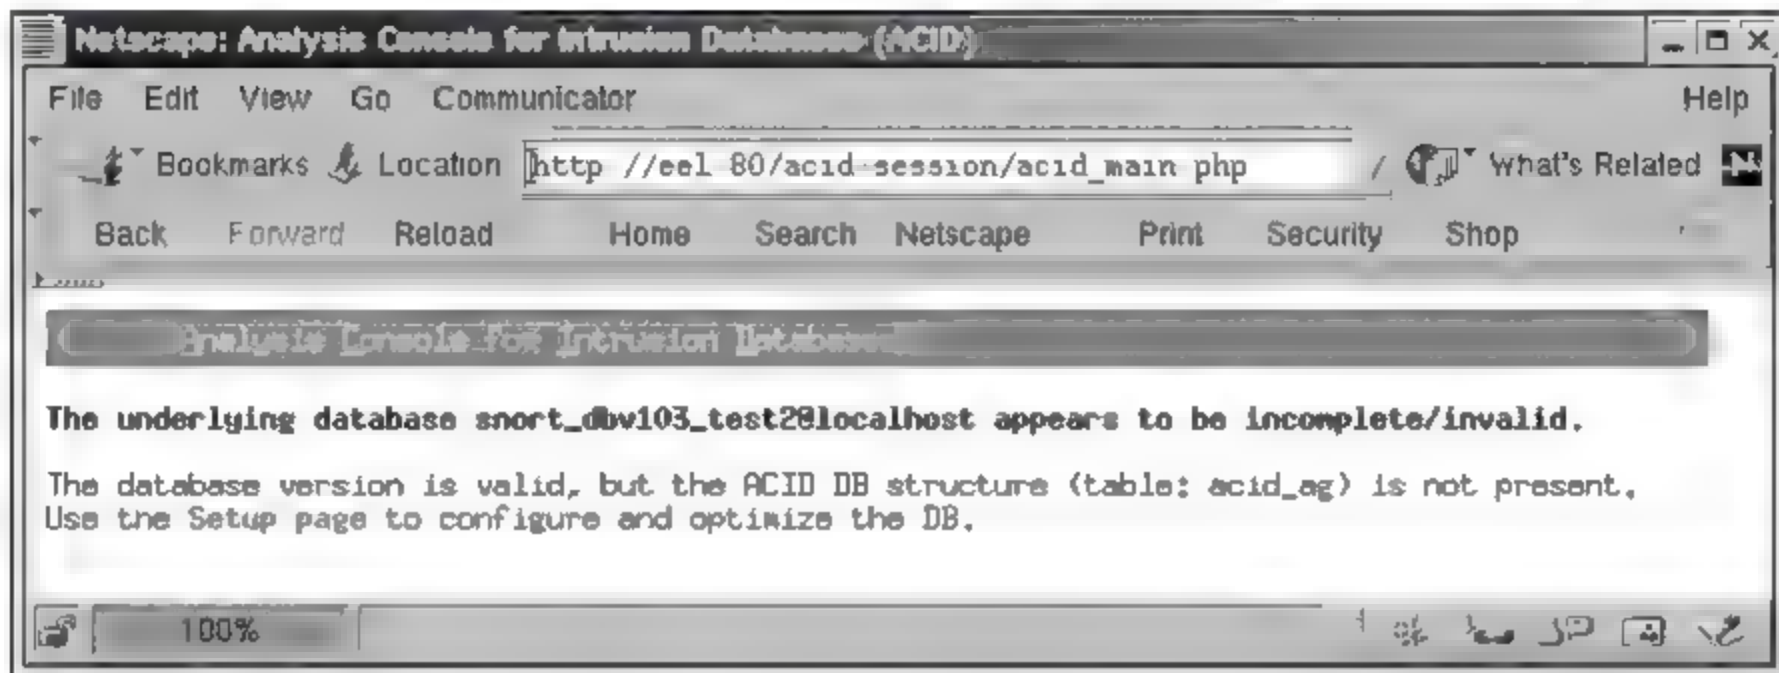 Netscape: Analysis Console for Intrusion Databases (ACID)
File Edit View Go Communicator Help
Bookmarks Location http //eel 80/acid-session/acid_main php What's Related N
Back Forward Reload Home Search Netscape Print Security Shop
Analysis Console For Intrusion Databases
The underlying database snort_dbv103_test2@localhost appears to be incomplete/invalid.
The database version is valid, but the ACID DB structure (table: acid_ag) is not present.
Use the Setup page to configure and optimize the DB.
100%